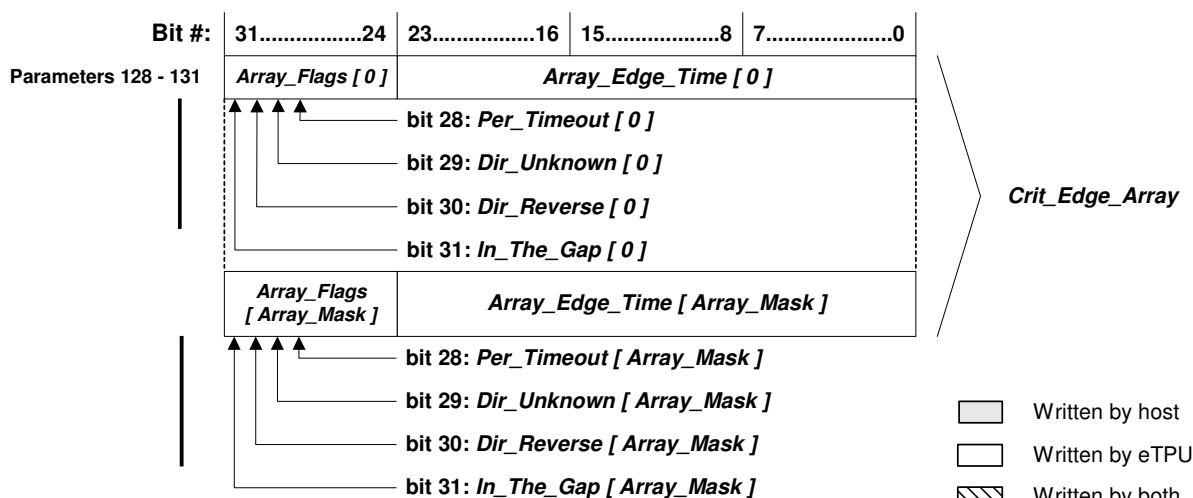 Bit #: 31.................24 23.................16 15...................8 7.....................0
Parameters 128 - 131 Array_Flags [ 0 ] Array_Edge_Time [ 0 ]
bit 28: Per_Timeout [ 0 ]
bit 29: Dir_Unknown [ 0 ]
bit 30: Dir_Reverse [ 0 ]
Crit_Edge_Array
bit 31: In_The_Gap [ 0 ]
Array_Flags
[ Array_Mask ]
Array_Edge_Time [ Array_Mask ]
bit 28: Per_Timeout [ Array_Mask ]
bit 29: Dir_Unknown [ Array_Mask ]
bit 30: Dir_Reverse [ Array_Mask ]
bit 31: In_The_Gap [ Array_Mask ]
Written by host
Written by eTPU
Written by both